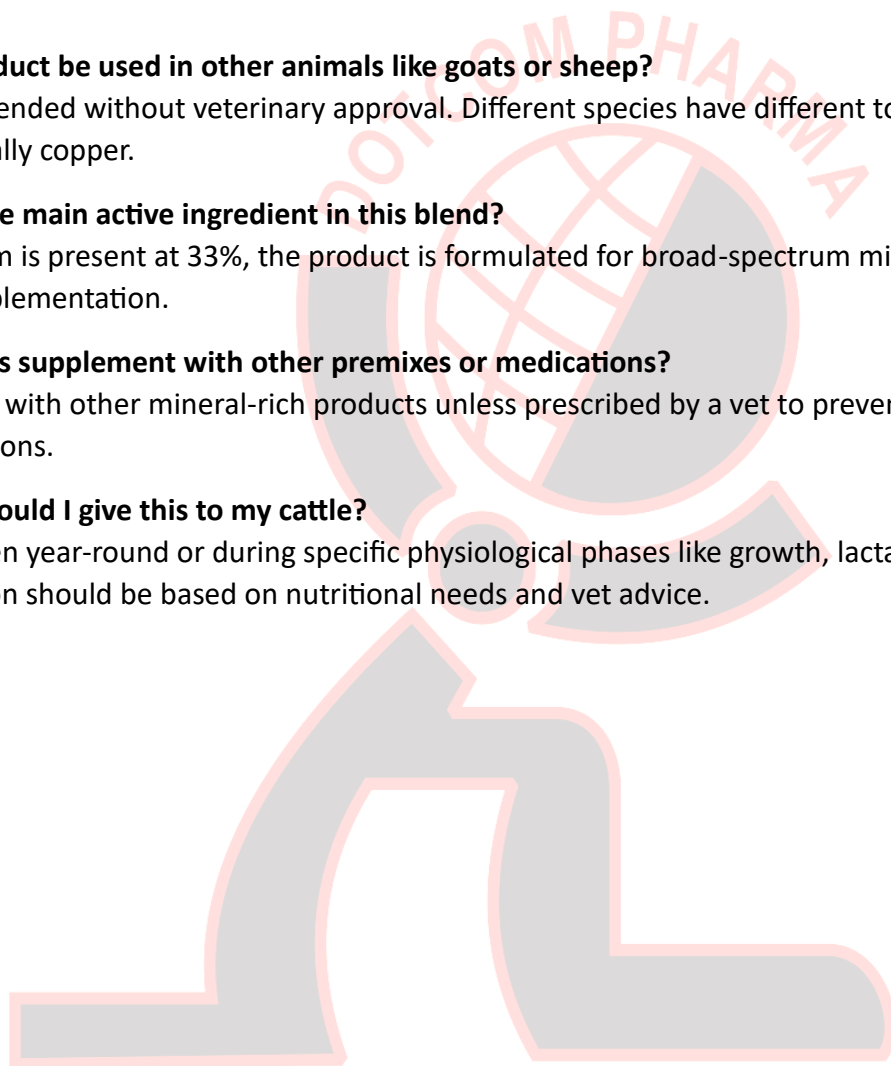 DOTCOM PHARMA
duct be used in other animals like goats or sheep?
ended without veterinary approval. Different species have different to
ally copper.
e main active ingredient in this blend?
m is present at 33%, the product is formulated for broad-spectrum mi
plementation.
s supplement with other premixes or medications?
with other mineral-rich products unless prescribed by a vet to preven
ons.
ould I give this to my cattle?
en year-round or during specific physiological phases like growth, lacta
on should be based on nutritional needs and vet advice.